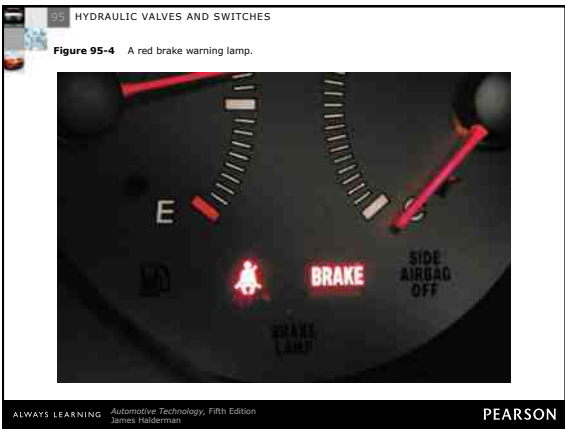 95 HYDRAULIC VALVES AND SWITCHES
Figure 95-4 A red brake warning lamp.
E
C
BRAKE
SIDE
AIRBAG
OFF
BRAKE
LAMP
ALWAYS LEARNING
Automotive Technology, Fifth Edition
James Halderman
PEARSON